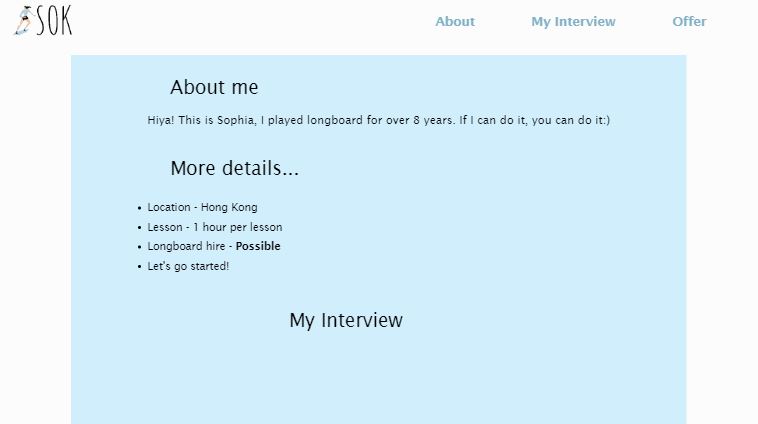 SOK
About My Interview Offer
About me
Hiya! This is Sophia, I played longboard for over 8 years. If I can do it, you can do it:)
More details...
• Location - Hong Kong
• Lesson - 1 hour per lesson
• Longboard hire - Possible
• Let's go started!
My Interview